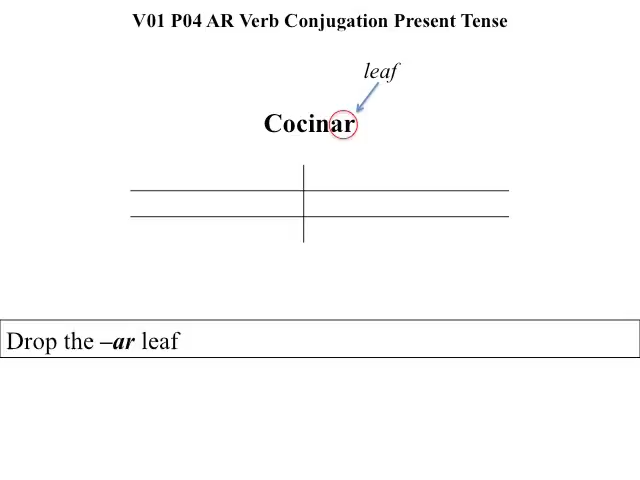 V01 P04 AR Verb Conjugation Present Tense
leaf
Cocinar
Drop the –ar leaf